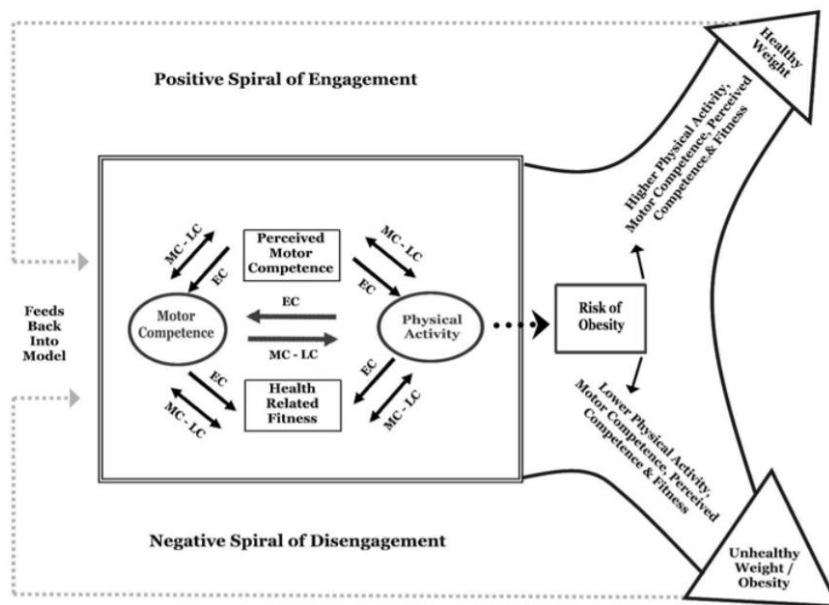 Positive Spiral of Engagement
Healthy
Weight
Higher Physical Activity,
Motor Competence, Perceived
Competence & Fitness
MC - LC
EC
Perceived
Motor
Competence
MC - LC
EC
Feeds
Back
Into
Model
Motor
Competence
EC
MC - LC
Physical
Activity
Risk of
Obesity
EC
MC - LC
Health
Related
Fitness
EC
MC - LC
Lower Physical Activity,
Motor Competence, Perceived
Competence & Fitness
Negative Spiral of Disengagement
Unhealthy
Weight /
Obesity